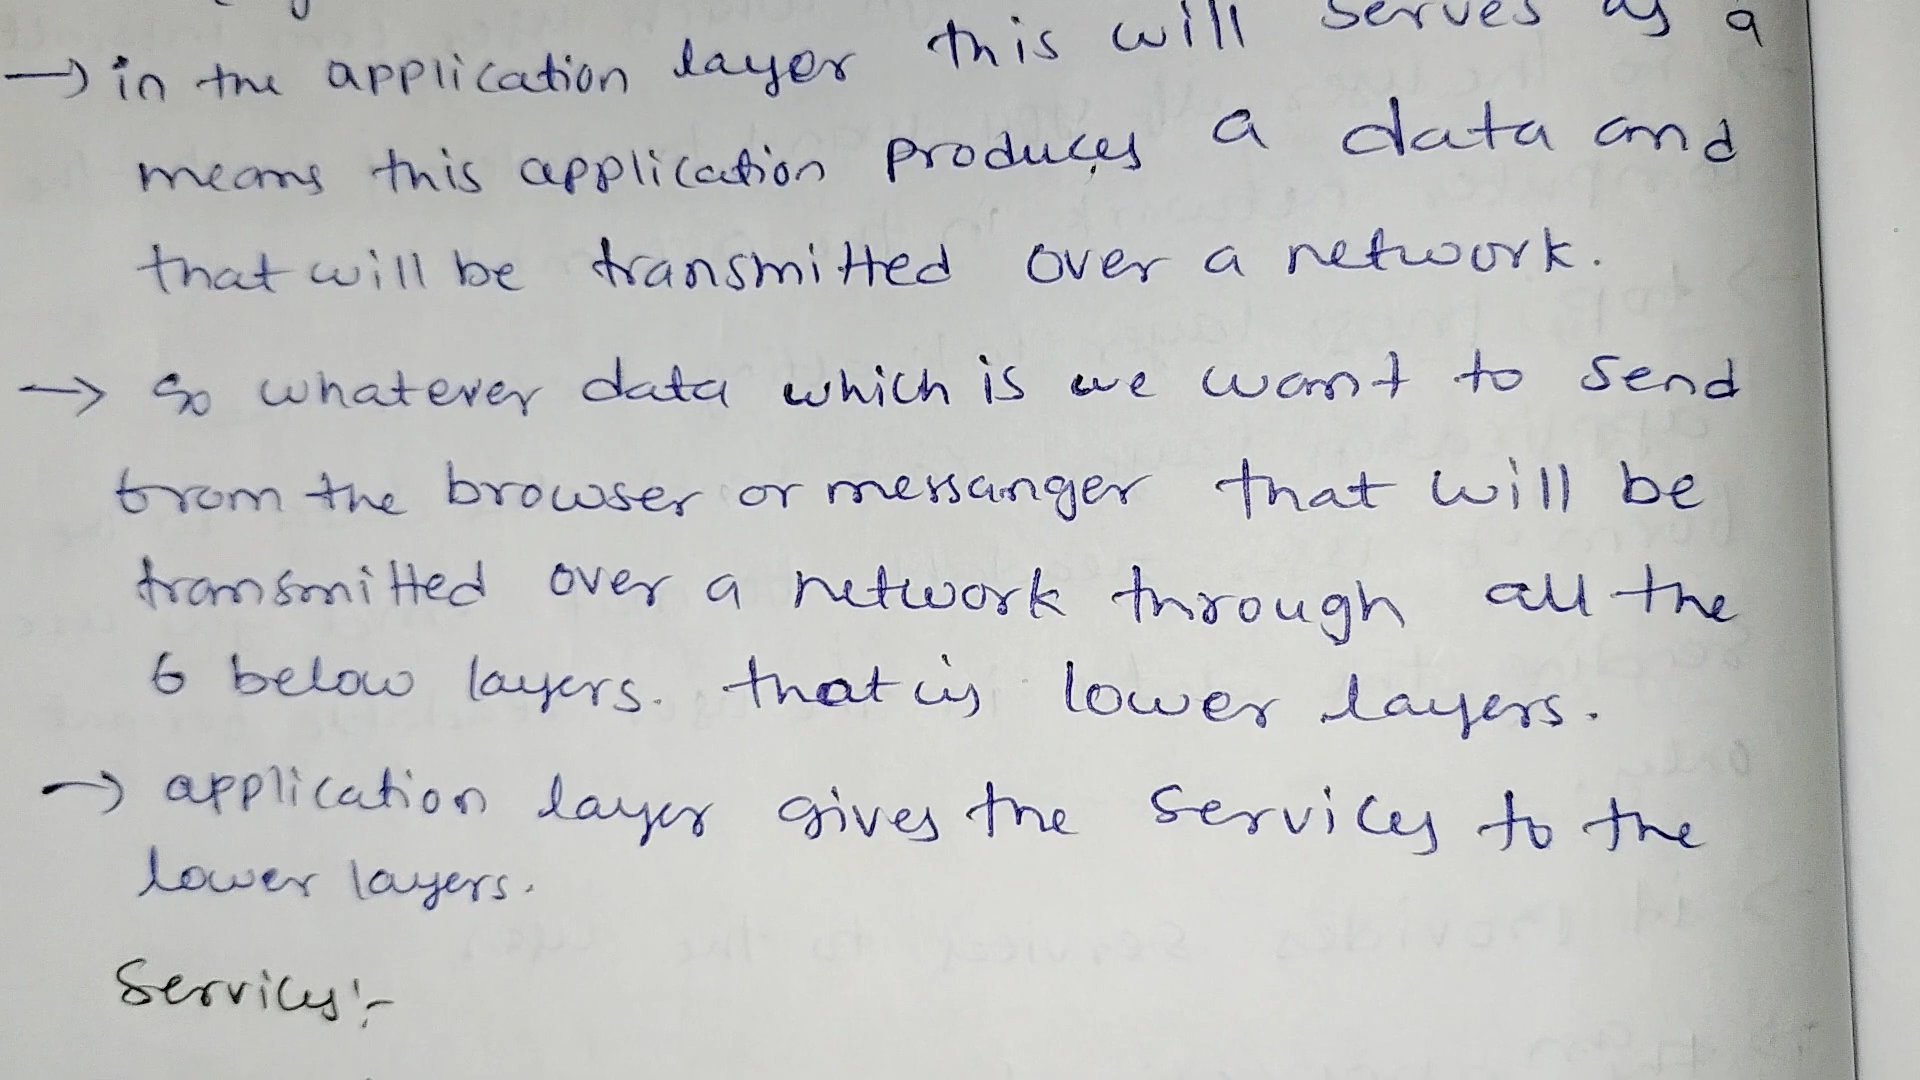 → in the application layer this will serves as a
means this application produces a data and
that will be transmitted over a network.
→ so whatever data which is we want to send
from the browser or messanger that will be
transmitted over a network through all the
6 below layers. that is lower layers.
→ application layer gives the services to the
lower layers.
Services:-